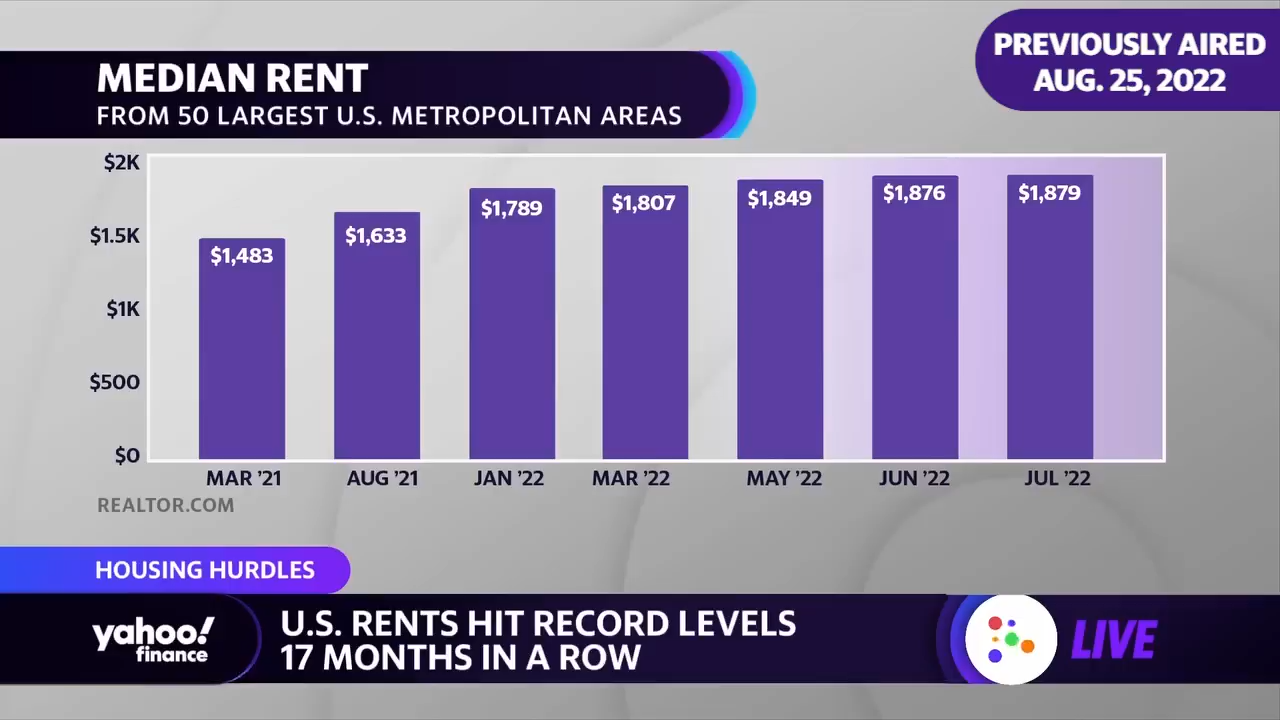 PREVIOUSLY AIRED
AUG. 25, 2022
MEDIAN RENT
FROM 50 LARGEST U.S. METROPOLITAN AREAS
$2K
$1.5K
$1K
$500
$0
$1,483
$1,633
$1,789
$1,807
$1,849
$1,876
$1,879
MAR ’21
AUG ’21
JAN ’22
MAR ’22
MAY ’22
JUN ’22
JUL ’22
REALTOR.COM
HOUSING HURDLES
yahoo!
finance
U.S. RENTS HIT RECORD LEVELS
17 MONTHS IN A ROW
LIVE